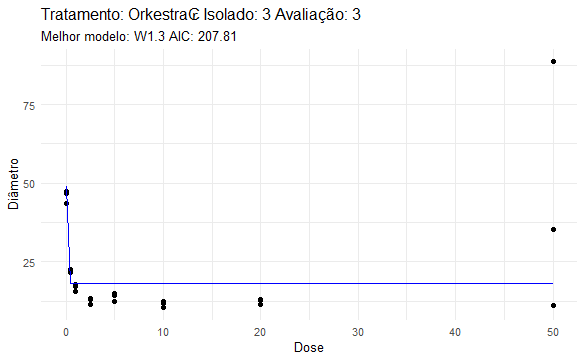 Tratamento: Orkestra₢ Isolado: 3 Avaliação: 3
Melhor modelo: W1.3 AIC: 207.81
Diâmetro
75
50
25
0 10 20 30 40 50
Dose